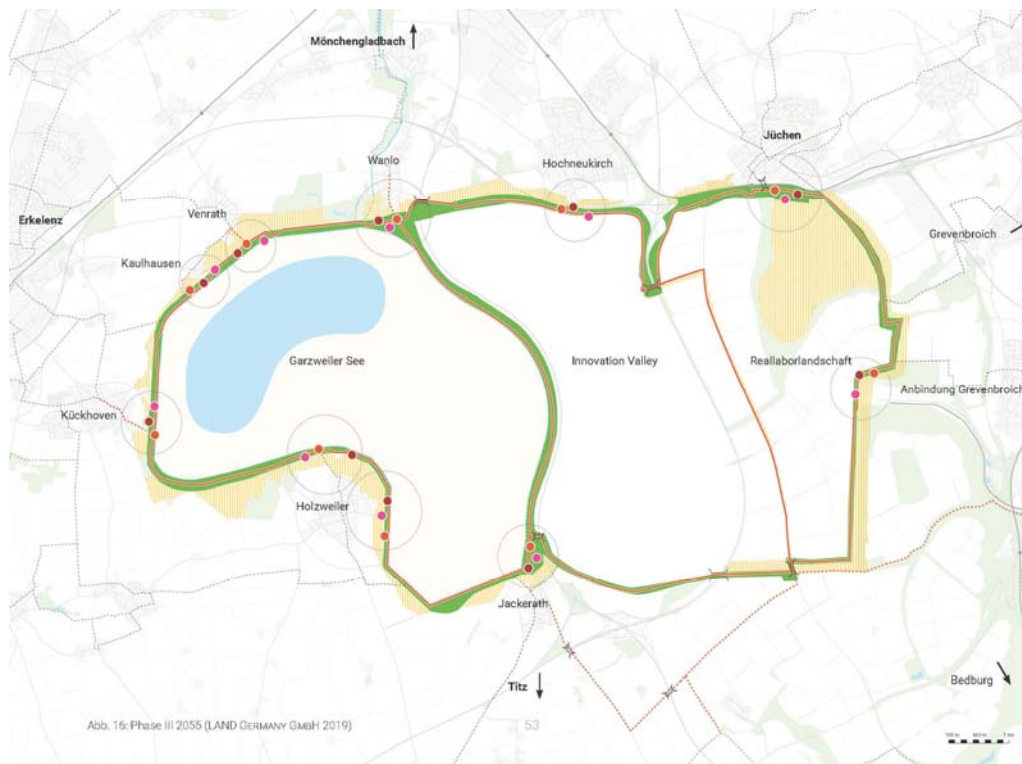 Mönchengladbach
Jüchen
Wanlo
Hochneukirch
Venrath
Erkelenz
Grevenbroich
Kaulhausen
Garzweiler See
Innovation Valley
Reallaborlandschaft
Anbindung Grevenbroich
Kückhoven
Holzweiler
Jackerath
Titz
Bedburg
Abb. 16: Phase III 2055 (LAND GERMANY GMBH 2019)
53